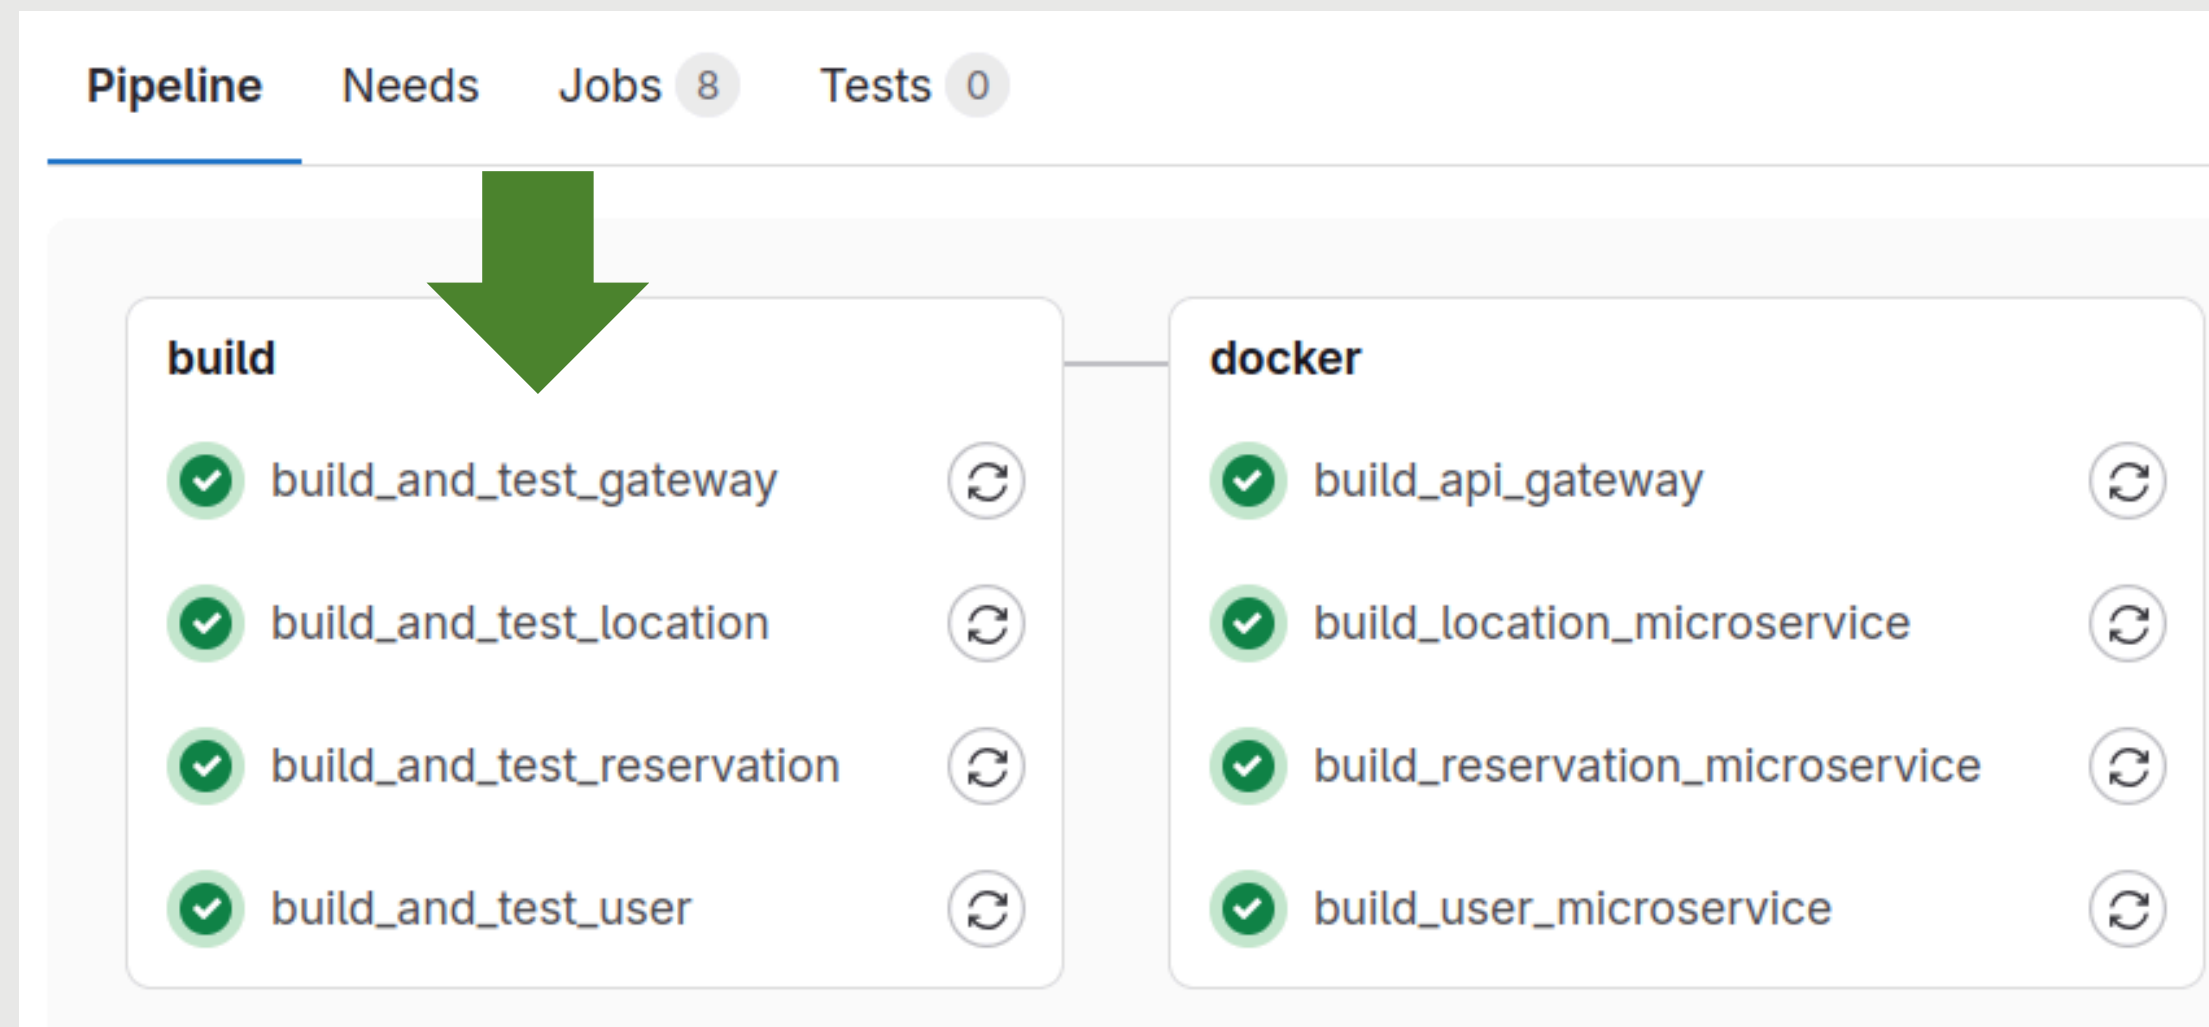 Pipeline Needs Jobs 8 Tests 0
build
build_and_test_gateway
build_and_test_location
build_and_test_reservation
build_and_test_user
docker
build_api_gateway
build_location_microservice
build_reservation_microservice
build_user_microservice